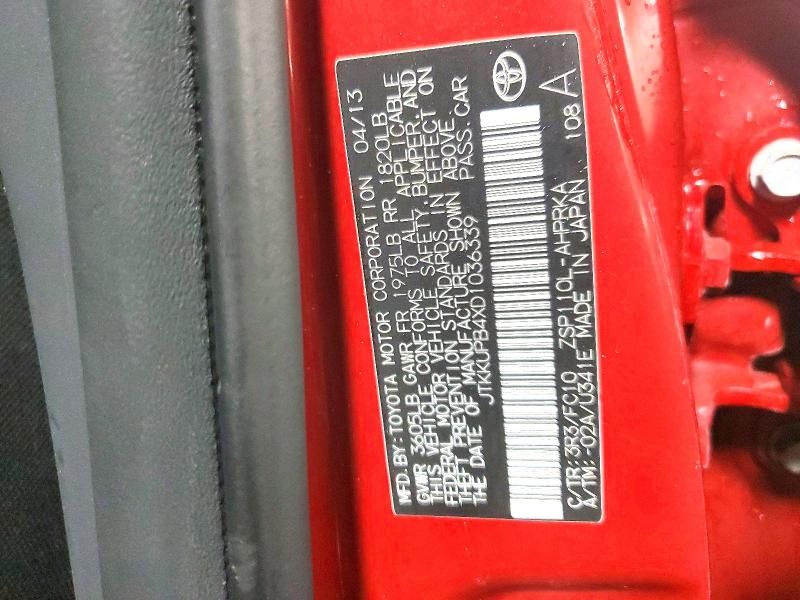 MFD. BY: TOYOTA MOTOR CORPORATION 04/13
GVWR 3605LB GAWR FR 1975LB RR 1820LB
THIS VEHICLE CONFORMS TO ALL APPLICABLE
FEDERAL MOTOR VEHICLE SAFETY, BUMPER, AND
THEFT PREVENTION STANDARDS IN EFFECT ON
THE DATE OF MANUFACTURE SHOWN ABOVE.
JTKKUPB4XD1036339 PASS. CAR
C/TR: 3R3/FC10 ZSP110L-AHPRKA
A/TM: -02A/U341E MADE IN JAPAN 108 A